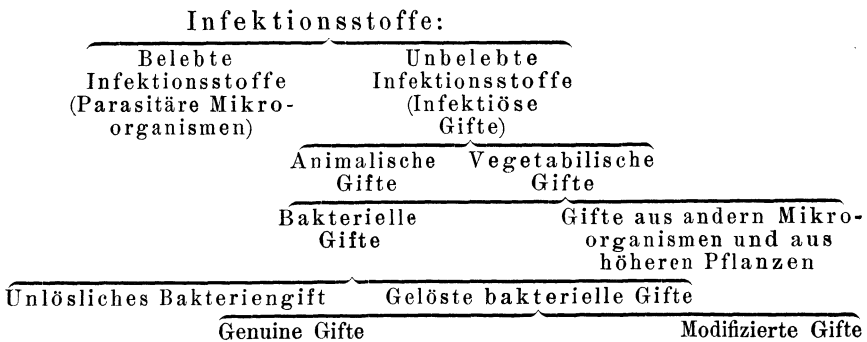 Infektionsstoffe:
Belebte Unbelebte
Infektionsstoffe Infektionsstoffe
(Parasitäre Mikro- (Infektiöse
organismen) Gifte)
Animalische Vegetabilische
Gifte Gifte
Bakterielle Gifte aus andern Mikro-
Gifte organismen und aus
höheren Pflanzen
Unlösliches Bakteriengift Gelöste bakterielle Gifte
Genuine Gifte Modifizierte Gifte